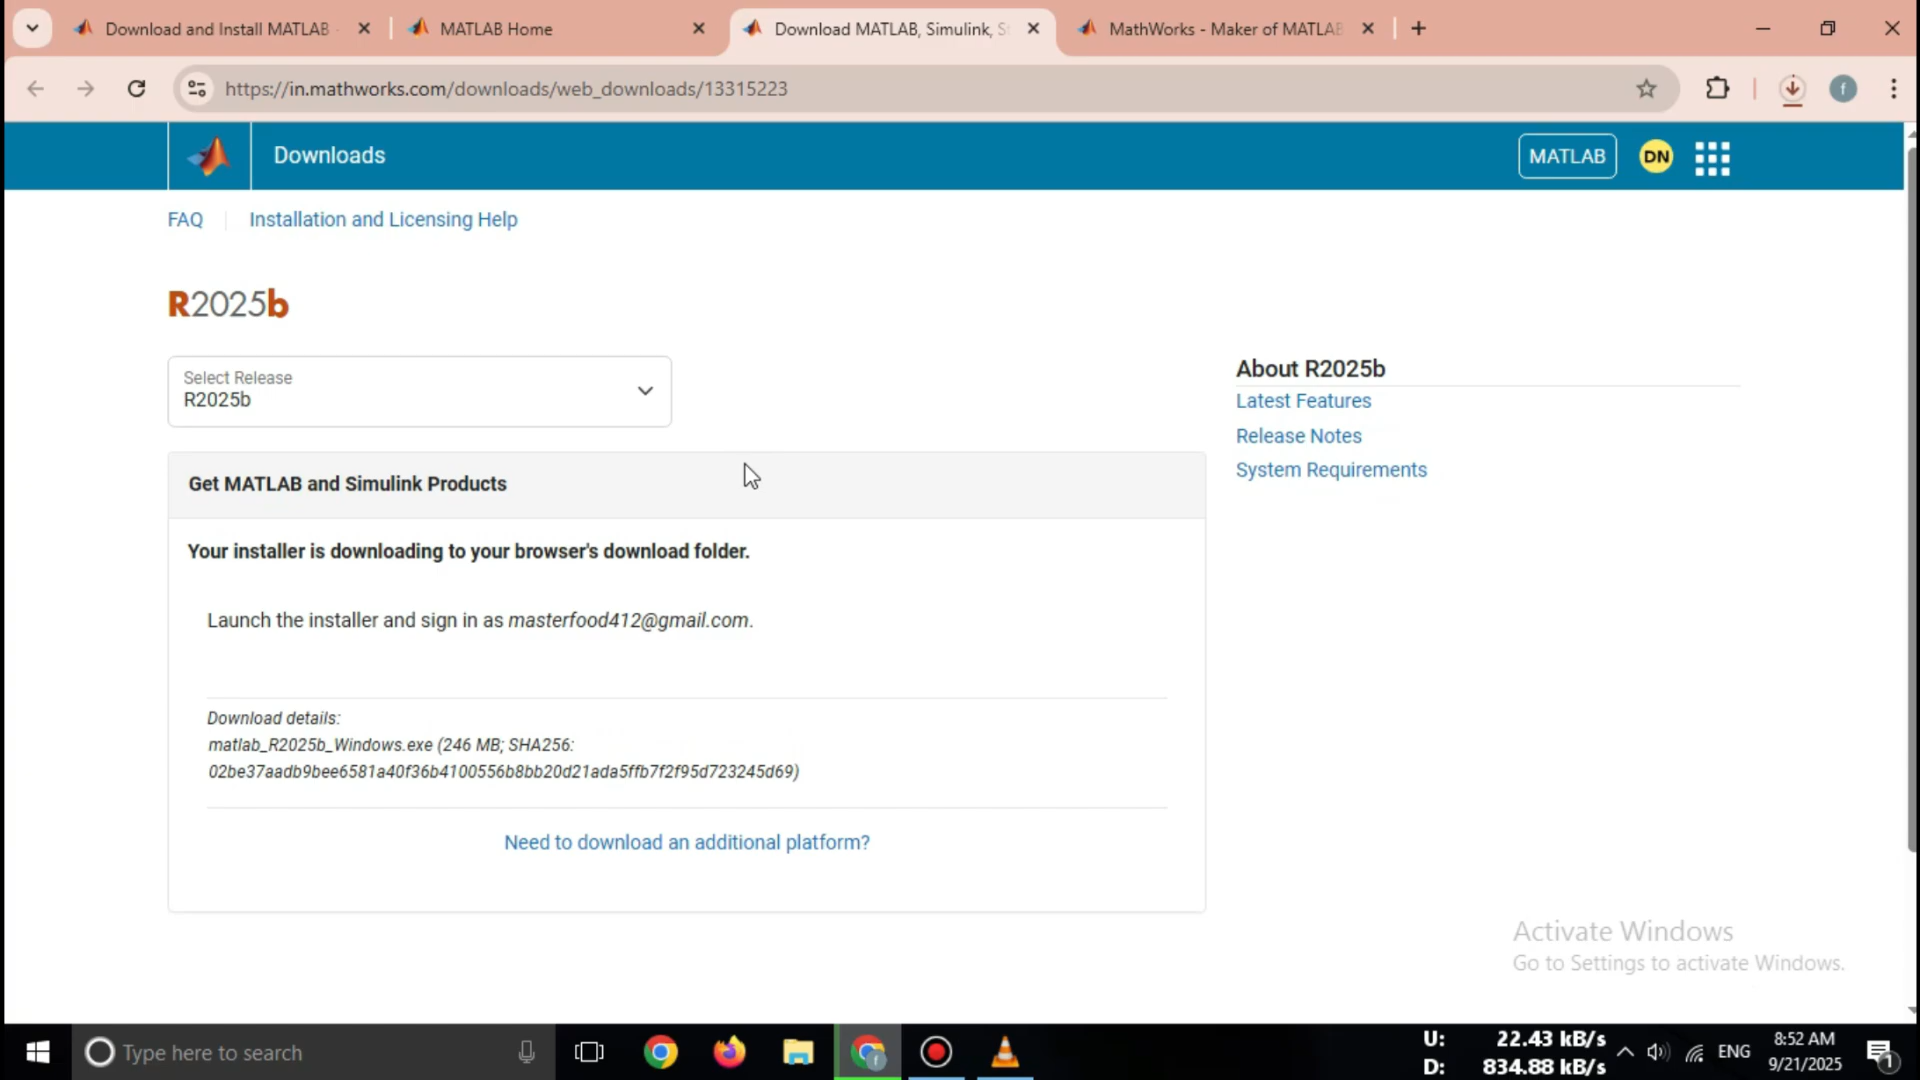 Download and Install MATLAB -
MATLAB Home
Download MATLAB, Simulink, S
MathWorks - Maker of MATLAB
https://in.mathworks.com/downloads/web_downloads/13315223
f
Downloads
MATLAB
DN
FAQ
Installation and Licensing Help
R2025b
Select Release
R2025b
About R2025b
Latest Features
Release Notes
System Requirements
Get MATLAB and Simulink Products
Your installer is downloading to your browser's download folder.
Launch the installer and sign in as masterfood412@gmail.com.
Download details:
matlab_R2025b_Windows.exe (246 MB; SHA256:
02be37aadb9bee6581a40f36b4100556b8bb20d21ada5ffb7f2f95d723245d69)
Need to download an additional platform?
Activate Windows
Go to Settings to activate Windows.
Type here to search
f
U: 22.43 kB/s
D: 834.88 kB/s
ENG
8:52 AM
9/21/2025
1